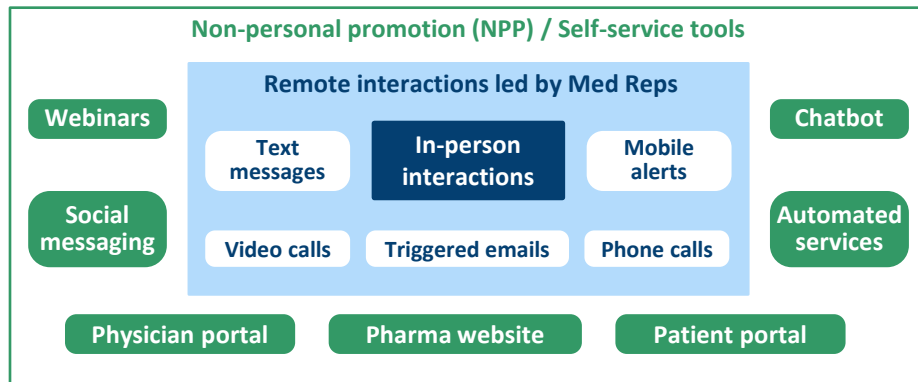 Non-personal promotion (NPP) / Self-service tools
Remote interactions led by Med Reps
Webinars
Text
messages
In-person
interactions
Mobile
alerts
Chatbot
Social
messaging
Video calls
Triggered emails
Phone calls
Automated
services
Physician portal
Pharma website
Patient portal